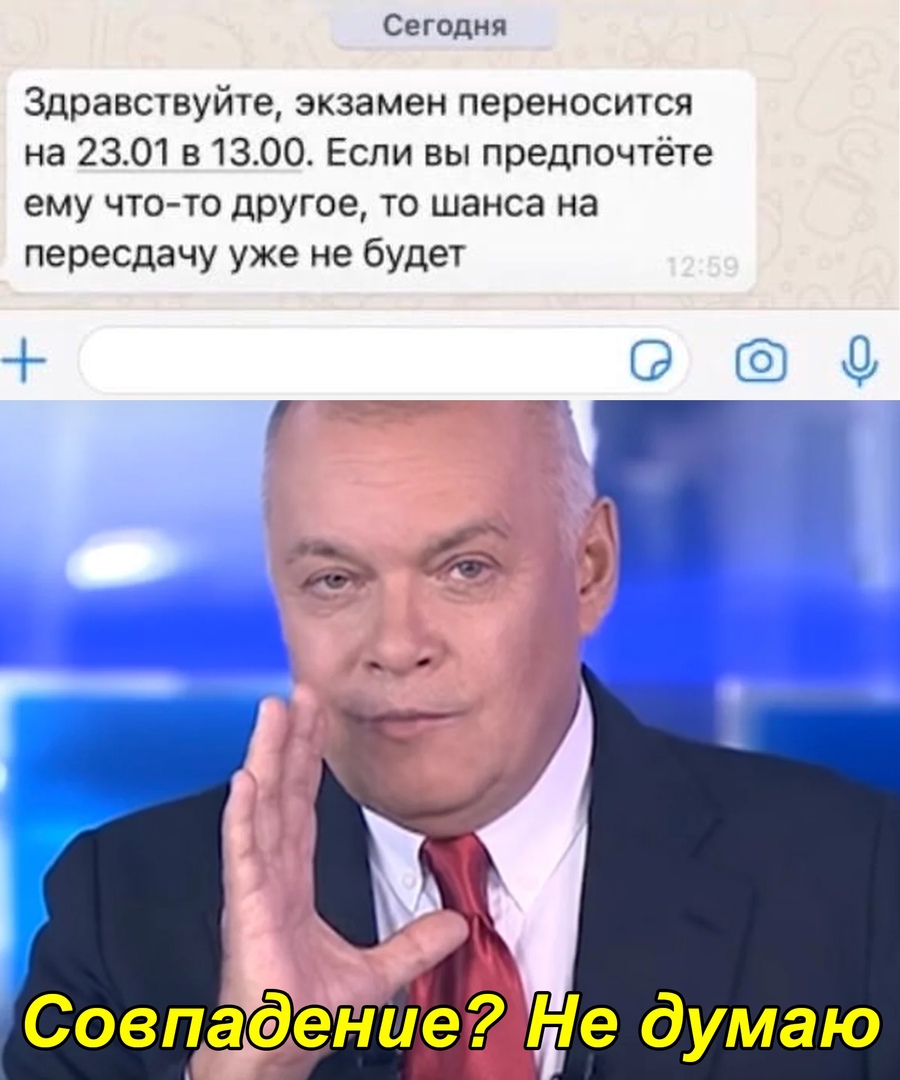 Сегодня
Здравствуйте, экзамен переносится
на 23.01 в 13.00. Если вы предпочтёте
ему что-то другое, то шанса на
пересдачу уже не будет
12:59
Совпадение? Не думаю